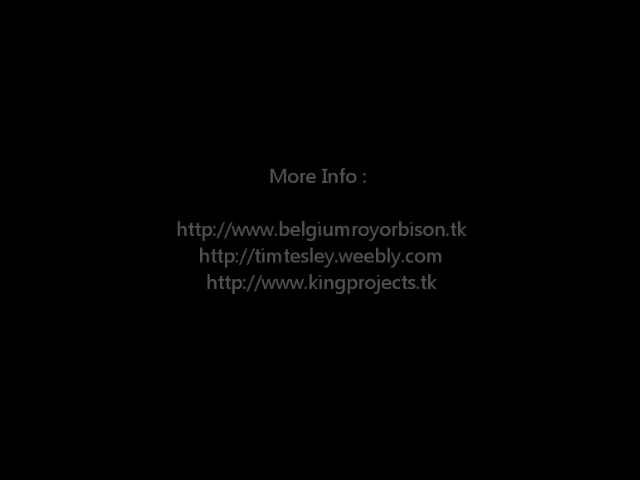 More Info :
http://www.belgiumroyorbison.tk
http://timtesley.weebly.com
http://www.kingprojects.tk